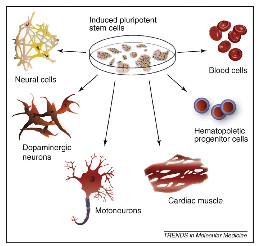 Induced pluripotent
stem cells
Neural cells
Blood cells
Dopaminergic
neurons
Hematopoietic
progenitor cells
Motoneurons
Cardiac muscle
TRENDS in Molecular Medicine